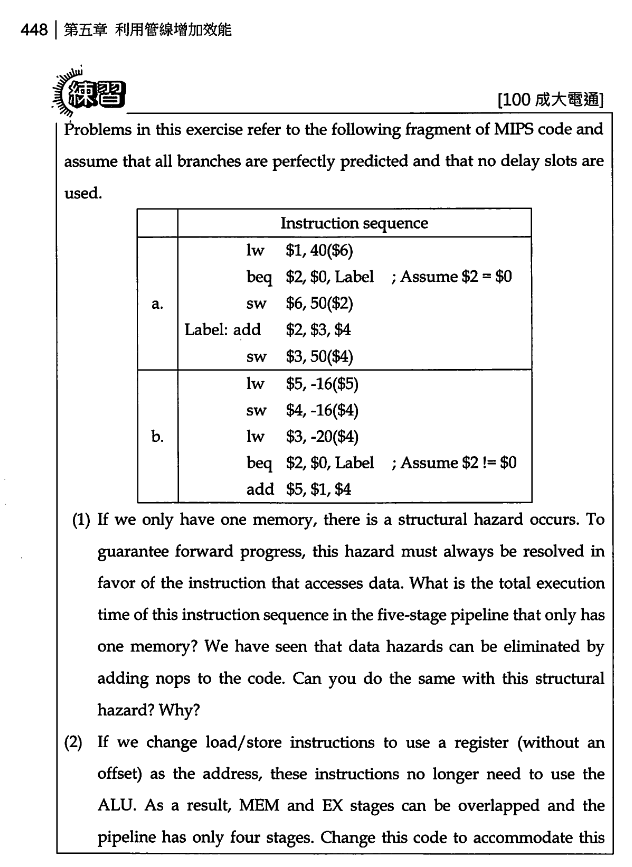 448 | 第五章 利用管線增加效能
練習
[100 成大電通]
Problems in this exercise refer to the following fragment of MIPS code and
assume that all branches are perfectly predicted and that no delay slots are
used.
Instruction sequence
a.
lw $1, 40($6)
beq $2, $0, Label ; Assume $2 = $0
sw $6, 50($2)
Label: add $2, $3, $4
sw $3, 50($4)
b.
lw $5, -16($5)
sw $4, -16($4)
lw $3, -20($4)
beq $2, $0, Label ; Assume $2 != $0
add $5, $1, $4
(1) If we only have one memory, there is a structural hazard occurs. To
guarantee forward progress, this hazard must always be resolved in
favor of the instruction that accesses data. What is the total execution
time of this instruction sequence in the five-stage pipeline that only has
one memory? We have seen that data hazards can be eliminated by
adding nops to the code. Can you do the same with this structural
hazard? Why?
(2) If we change load/store instructions to use a register (without an
offset) as the address, these instructions no longer need to use the
ALU. As a result, MEM and EX stages can be overlapped and the
pipeline has only four stages. Change this code to accommodate this